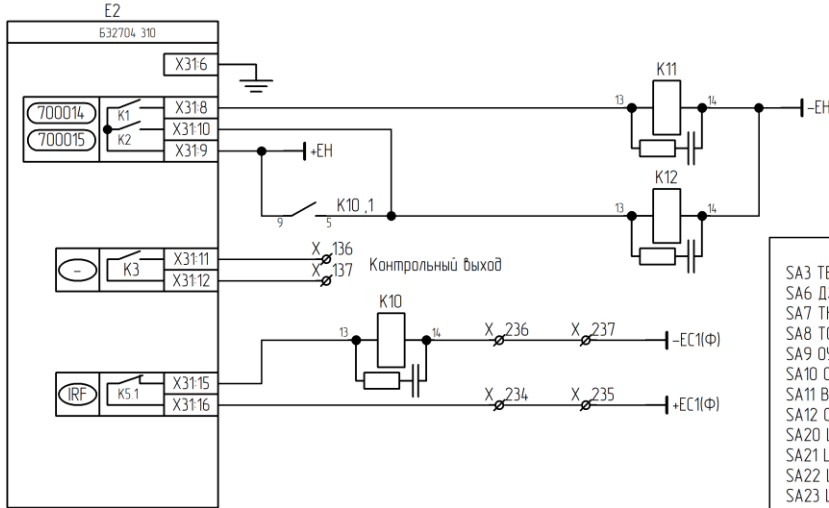 E2
БЭ2704 310
X31:6
K11
700014
K1
X31:8
13
14
-EH
700015
K2
X31:10
X31:9
+EH
K12
K10 ,1
9
5
13
14
K3
X31:11
X 136
Контрольный выход
-
X31:12
X 137
K10
13
14
X 236
X 237
-EC1(Ф)
IRF
K5.1
X31:15
X31:16
X 234
X 235
+EC1(Ф)
SA3
SA6
SA7
SA8
SA9
SA10
SA11
SA12
SA20
SA21
SA22
SA23